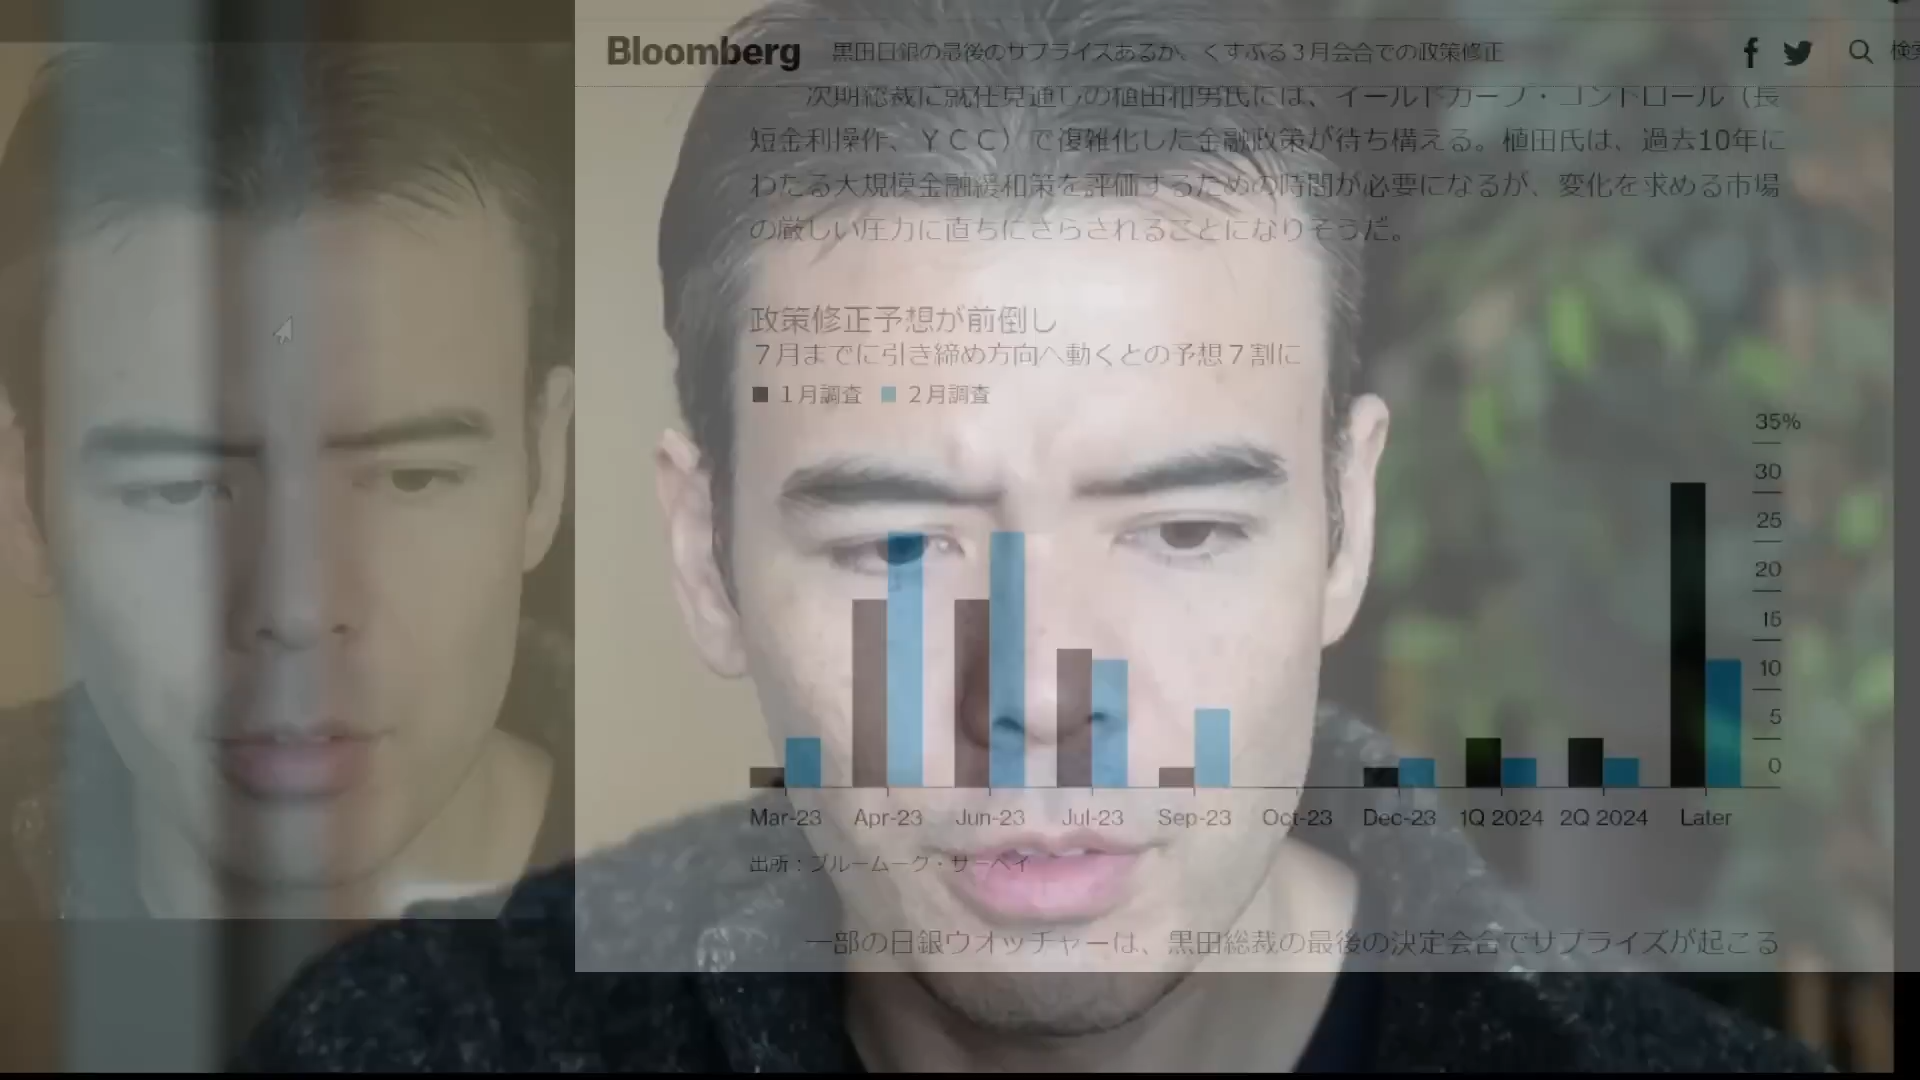 Bloomberg 黒田日銀の最後のサプライズあるか、くすぶる3月会合での政策修正
検索
次期総裁に就任見通しの植田和男氏には、イールドカーブ・コントロール（長
短金利操作、ＹＣＣ）で複雑化した金融政策が待ち構える。植田氏は、過去10年に
わたる大規模金融緩和策を評価するための時間が必要になるが、変化を求める市場
の厳しい圧力に直ちにさらされることになりそうだ。
政策修正予想が前倒し
７月までに引き締め方向へ動くとの予想７割に
１月調査 ２月調査
35%
30
25
20
15
10
5
0
Mar-23 Apr-23 Jun-23 Jul-23 Sep-23 Oct-23 Dec-23 1Q 2024 2Q 2024 Later
出所：ブルームーク・サーベイ
一部の日銀ウオッチャーは、黒田総裁の最後の決定会合でサプライズが起こる